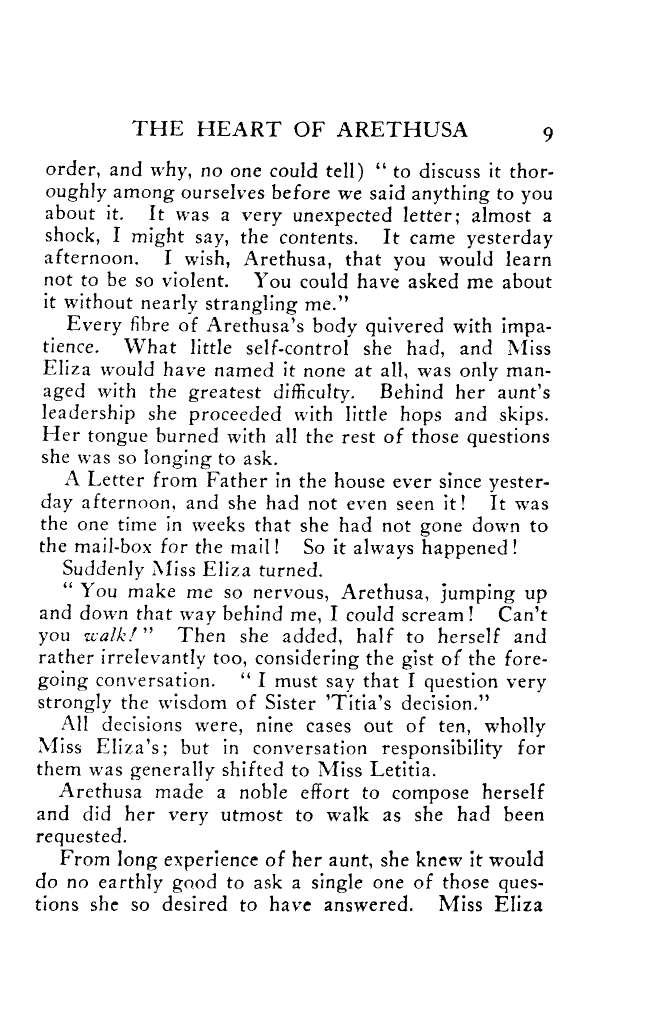 THE HEART OF ARETHUSA 9
order, and why, no one could tell) “ to discuss it thor-
oughly among ourselves before we said anything to you
about it. It was a very unexpected letter; almost a
shock, I might say, the contents. It came yesterday
afternoon. I wish, Arethusa, that you would learn
not to be so violent. You could have asked me about
it without nearly strangling me.”
Every fibre of Arethusa’s body quivered with impa-
tience. What little self-control she had, and Miss
Eliza would have named it none at all, was only man-
aged with the greatest difficulty. Behind her aunt’s
leadership she proceeded with little hops and skips.
Her tongue burned with all the rest of those questions
she was so longing to ask.
A Letter from Father in the house ever since yester-
day afternoon, and she had not even seen it! It was
the one time in weeks that she had not gone down to
the mail-box for the mail! So it always happened!
Suddenly Miss Eliza turned.
“ You make me so nervous, Arethusa, jumping up
and down that way behind me, I could scream! Can’t
you walk!” Then she added, half to herself and
rather irrelevantly too, considering the gist of the fore-
going conversation. “ I must say that I question very
strongly the wisdom of Sister ’Titia’s decision.”
All decisions were, nine cases out of ten, wholly
Miss Eliza’s; but in conversation responsibility for
them was generally shifted to Miss Letitia.
Arethusa made a noble effort to compose herself
and did her very utmost to walk as she had been
requested.
From long experience of her aunt, she knew it would
do no earthly good to ask a single one of those ques-
tions she so desired to have answered. Miss Eliza